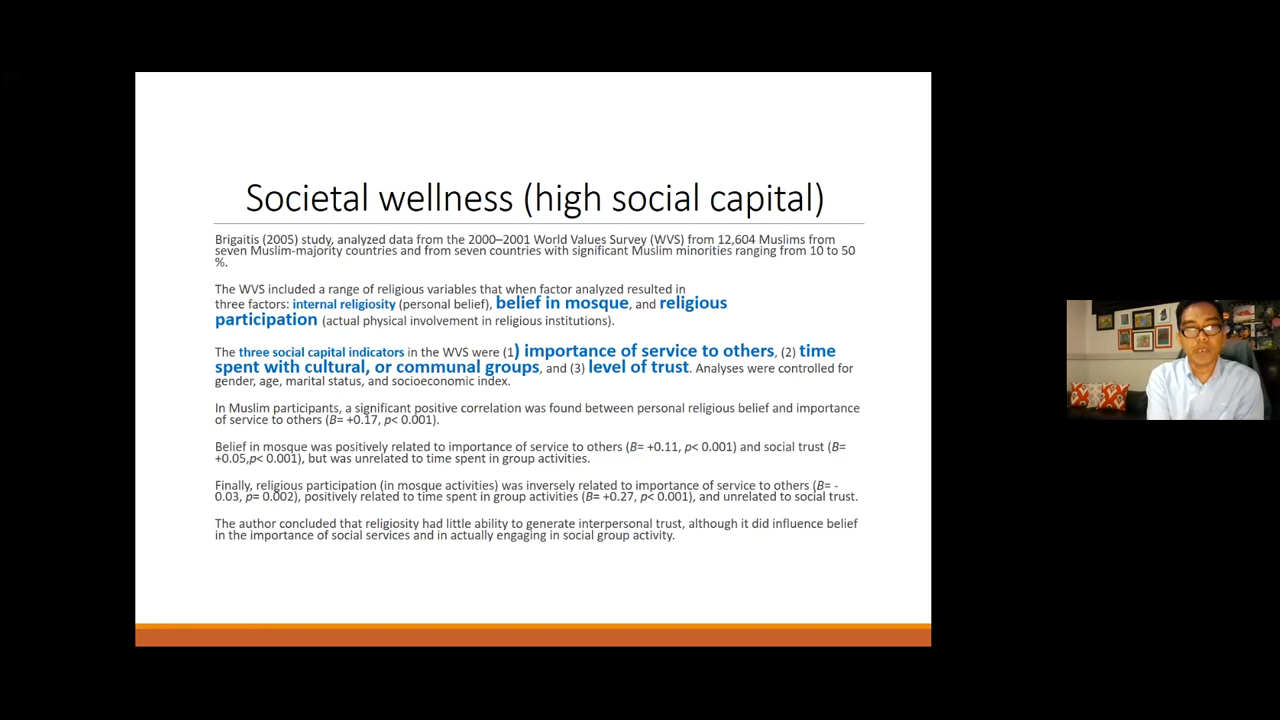 Societal wellness (high social capital)
Brigaitis (2005) study, analyzed data from the 2000–2001 World Values Survey (WVS) from 12,604 Muslims from
seven Muslim-majority countries and from seven countries with significant Muslim minorities ranging from 10 to 50
%.
The WVS included a range of religious variables that when factor analyzed resulted in
three factors: internal religiosity (personal belief), belief in mosque, and religious
participation (actual physical involvement in religious institutions).
The three social capital indicators in the WVS were (1) importance of service to others, (2) time
spent with cultural, or communal groups, and (3) level of trust. Analyses were controlled for
gender, age, marital status, and socioeconomic index.
In Muslim participants, a significant positive correlation was found between personal religious belief and importance
of service to others (B= +0.17, p< 0.001).
Belief in mosque was positively related to importance of service to others (B= +0.11, p< 0.001) and social trust (B=
+0.05,p< 0.001), but was unrelated to time spent in group activities.
Finally, religious participation (in mosque activities) was inversely related to importance of service to others (B= -
0.03, p= 0.002), positively related to time spent in group activities (B= +0.27, p< 0.001), and unrelated to social trust.
The author concluded that religiosity had little ability to generate interpersonal trust, although it did influence belief
in the importance of social services and in actually engaging in social group activity.